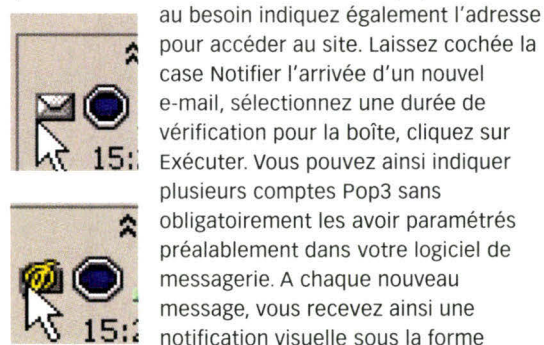 au besoin indiquez également l'adresse
pour accéder au site. Laissez cochée la
case Notifier l'arrivée d'un nouvel
e-mail, sélectionnez une durée de
vérification pour la boîte, cliquez sur
Exécuter. Vous pouvez ainsi indiquer
plusieurs comptes Pop3 sans
obligatoirement les avoir paramétrés
préalablement dans votre logiciel de
messagerie. A chaque nouveau
message, vous recevez ainsi une
notification visuelle sous la forme
15:
15:2